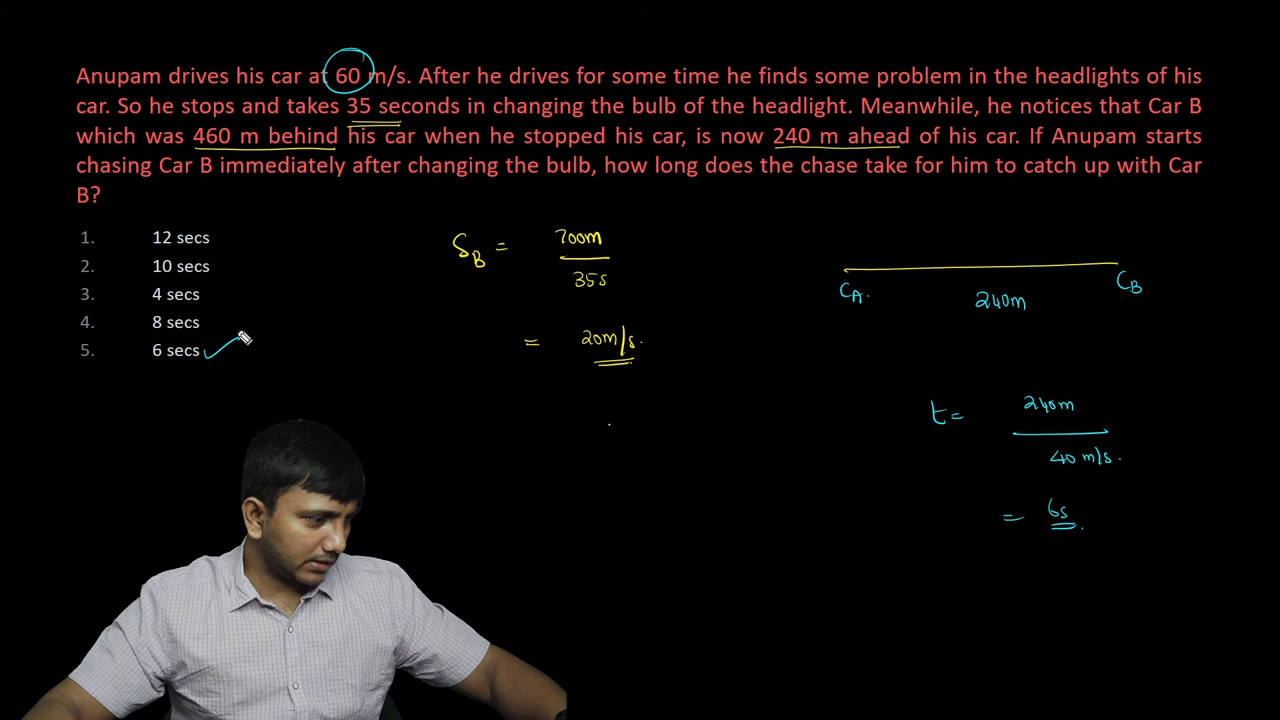 Anupam drives his car at 60 m/s. After he drives for some time he finds some problem in the headlights of his
car. So he stops and takes 35 seconds in changing the bulb of the headlight. Meanwhile, he notices that Car B
which was 460 m behind his car when he stopped his car, is now 240 m ahead of his car. If Anupam starts
chasing Car B immediately after changing the bulb, how long does the chase take for him to catch up with Car
B?
1. 12 secs
2. 10 secs
3. 4 secs
4. 8 secs
5. 6 secs
S_B = 700m
35s
= 20m/s.
C_A. 240m C_B
t = 240m
40 m/s.
= 6s.